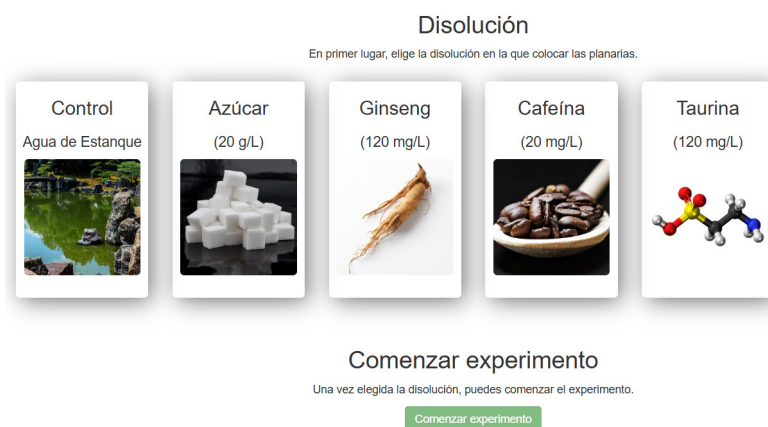 Disolución
En primer lugar, elige la disolución en la que colocar las planarias.
Control
Agua de Estanque
Azúcar
(20 g/L)
Ginseng
(120 mg/L)
Cafeína
(20 mg/L)
Taurina
(120 mg/L)
Comenzar experimento
Una vez elegida la disolución, puedes comenzar el experimento.
Comenzar experimento